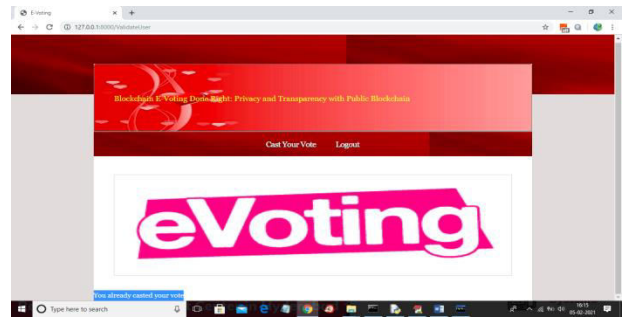 E-Voting
127.0.0.1:8000/ValidateUser
Blockchain E-Voting Done Right: Privacy and Transparency with Public Blockchain
Cast Your Vote Logout
eVoting
You already casted your vote
Type here to search
16:15
05-02-2021